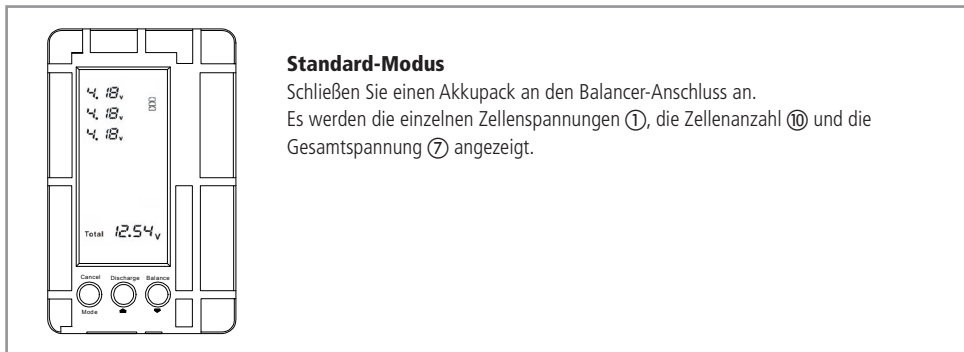 4.18v
4.18v
4.18v
Total 12.54v
Cancel Discharge Balance
Mode
Standard-Modus
Schließen Sie einen Akkupack an den Balancer-Anschluss an.
Es werden die einzelnen Zellenspannungen ①, die Zellenanzahl ⑩ und die
Gesamtspannung ⑦ angezeigt.